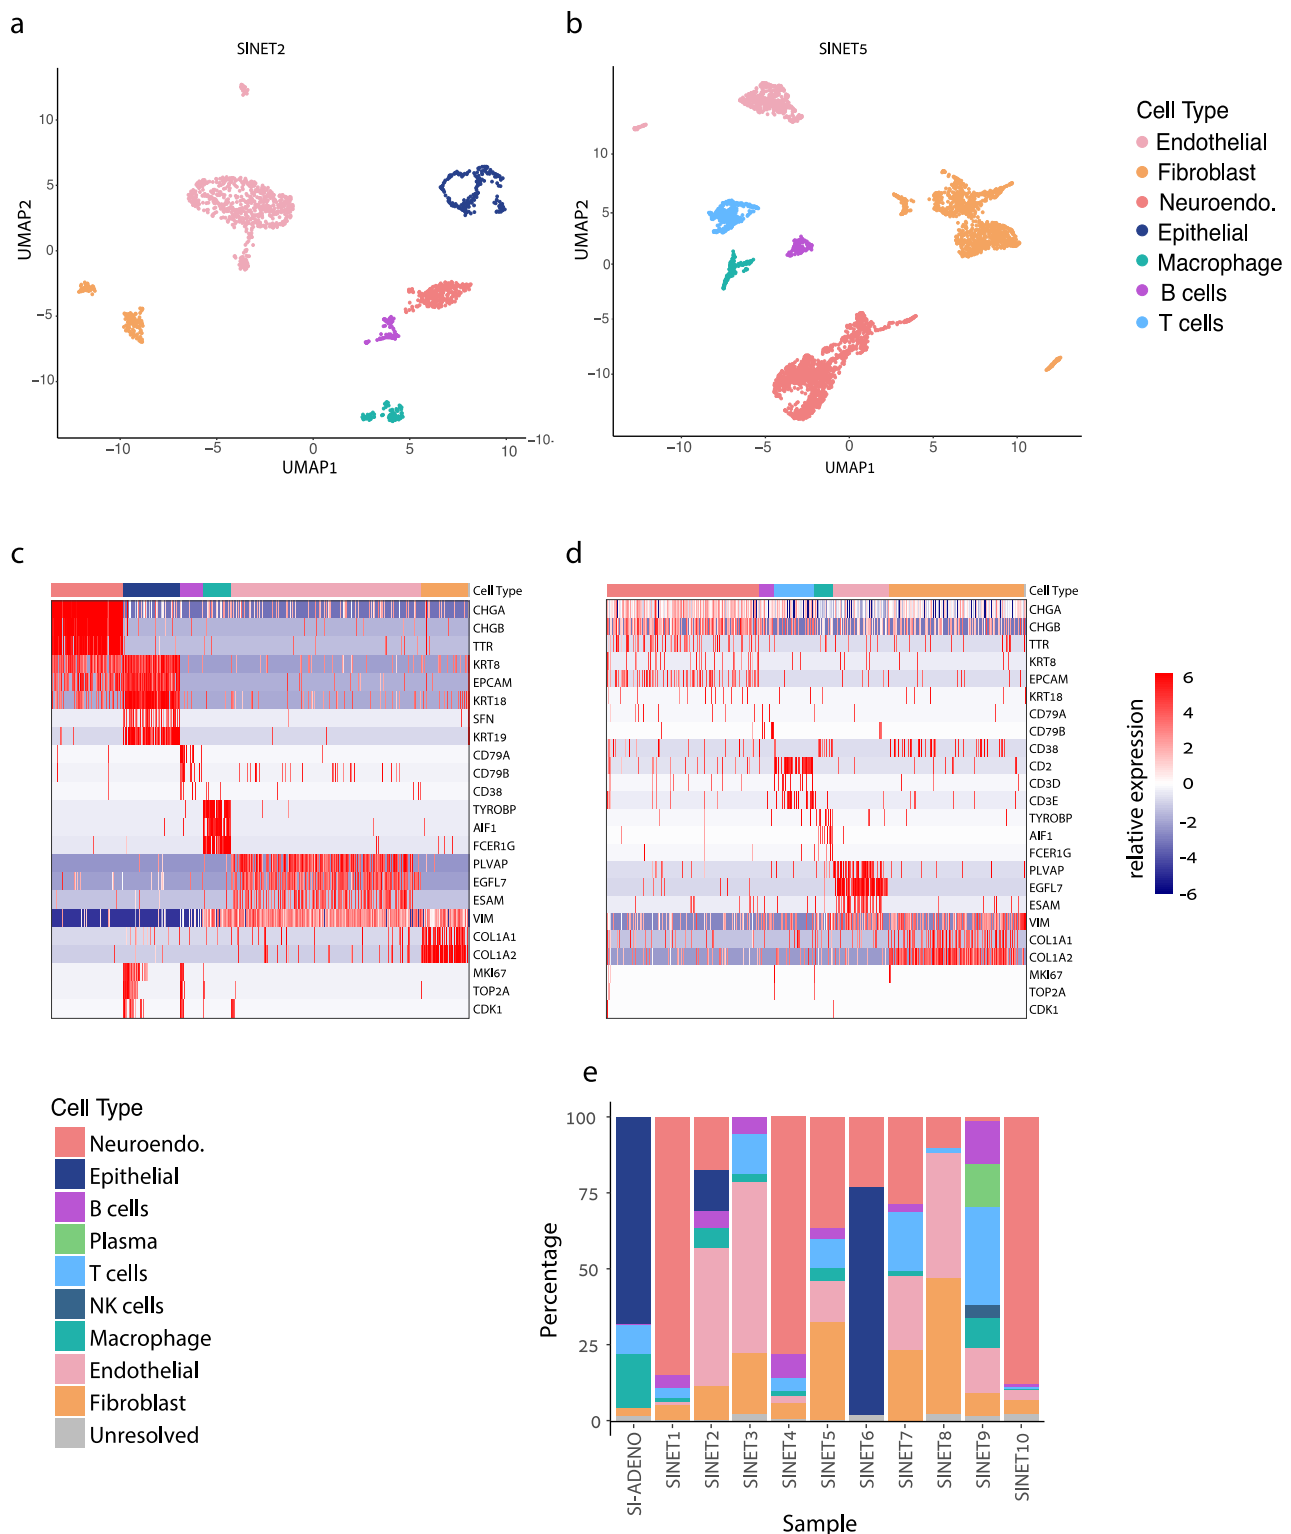 a
SINET2
10
5
0
−5
−10
UMAP2
−10
−5
0
5
10
UMAP1
−10-
b
SINET5
10
5
0
−5
−10
UMAP2
−10
−5
0
5
10
UMAP1
Cell Type
Endothelial
Fibroblast
Neuroendo.
Epithelial
Macrophage
B cells
T cells
c
Cell Type
CHGA
CHGB
TTR
KRT8
EPCAM
KRT18
SFN
KRT19
CD79A
CD79B
CD38
TYROBP
AIF1
FCER1G
PLVAP
EGFL7
ESAM
VIM
COL1A1
COL1A2
MKI67
TOP2A
CDK1
d
Cell Type
CHGA
CHGB
TTR
KRT8
EPCAM
KRT18
CD79A
CD79B
CD38
CD2
CD3D
CD3E
TYROBP
AIF1
FCER1G
PLVAP
EGFL7
ESAM
VIM
COL1A1
COL1A2
MKI67
TOP2A
CDK1
relative expression
6
4
2
0
-2
-4
-6
Cell Type
Neuroendo.
Epithelial
B cells
Plasma
T cells
NK cells
Macrophage
Endothelial
Fibroblast
Unresolved
e
100
75
50
25
0
Percentage
SI-ADENO
SINET1
SINET2
SINET3
SINET4
SINET5
SINET6
SINET7
SINET8
SINET9
SINET10
Sample